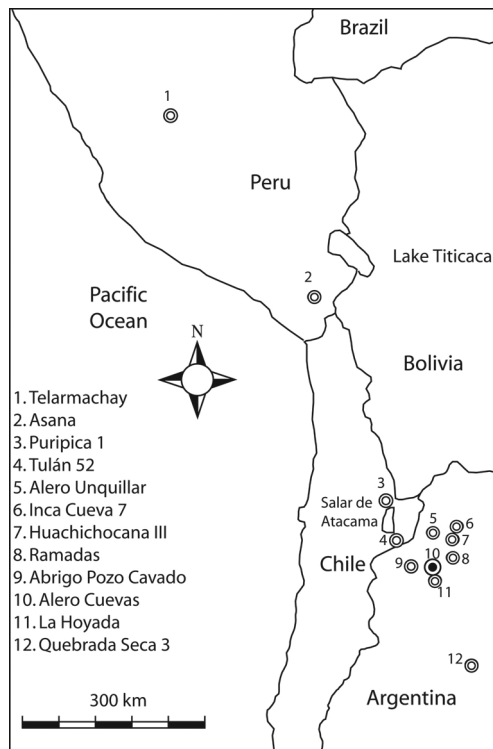 Brazil
1
Peru
Lake Titicaca
2
Pacific
Ocean
N
Bolivia
1. Telarmachay
2. Asana
3. Puripica 1
4. Tulán 52
5. Alero Unquillar
6. Inca Cueva 7
7. Huachichocana III
8. Ramadas
9. Abrigo Pozo Cavado
10. Alero Cuevas
11. La Hoyada
12. Quebrada Seca 3
3
Salar de
Atacama
4
Chile
5
6
7
8
9
10
11
12
Argentina
300 km